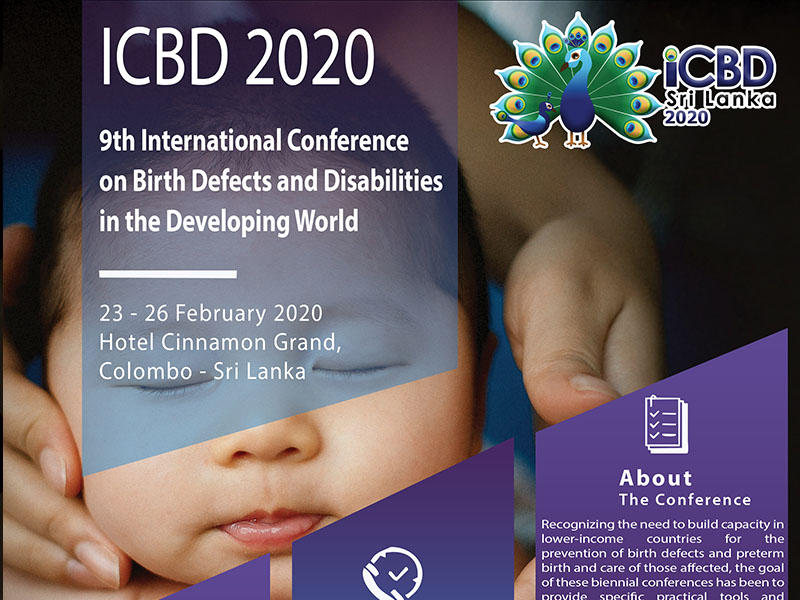 ICBD 2020
9th International Conference
on Birth Defects and Disabilities
in the Developing World
23 - 26 February 2020
Hotel Cinnamon Grand,
Colombo - Sri Lanka
iCBD
Sri Lanka
2020
About
The Conference
Recognizing the need to build capacity in
lower-income countries for the
prevention of birth defects and preterm
birth and care of those affected, the goal
of these biennial conferences has been to
provide specific practical tools and